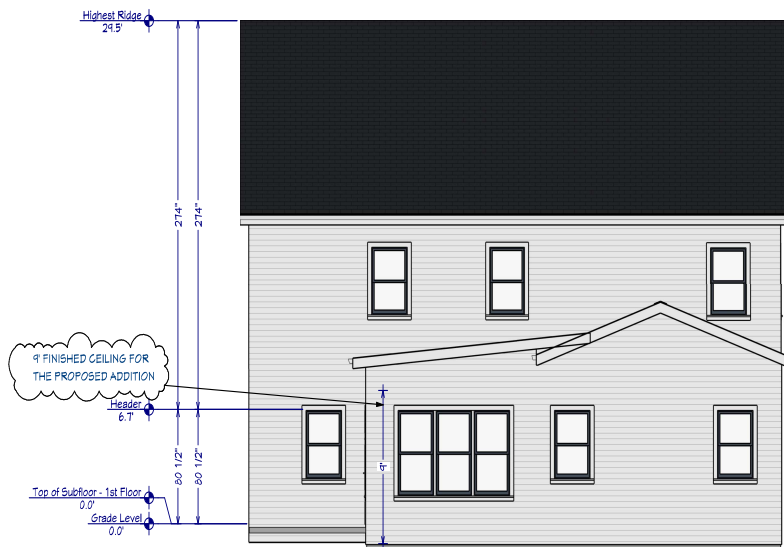 Highest Ridge
29.5'
274"
274"
9' FINISHED CEILING FOR
THE PROPOSED ADDITION
Header
6.7'
80 1/2"
80 1/2"
9'
Top of Subfloor - 1st Floor
0.0'
Grade Level
0.0'